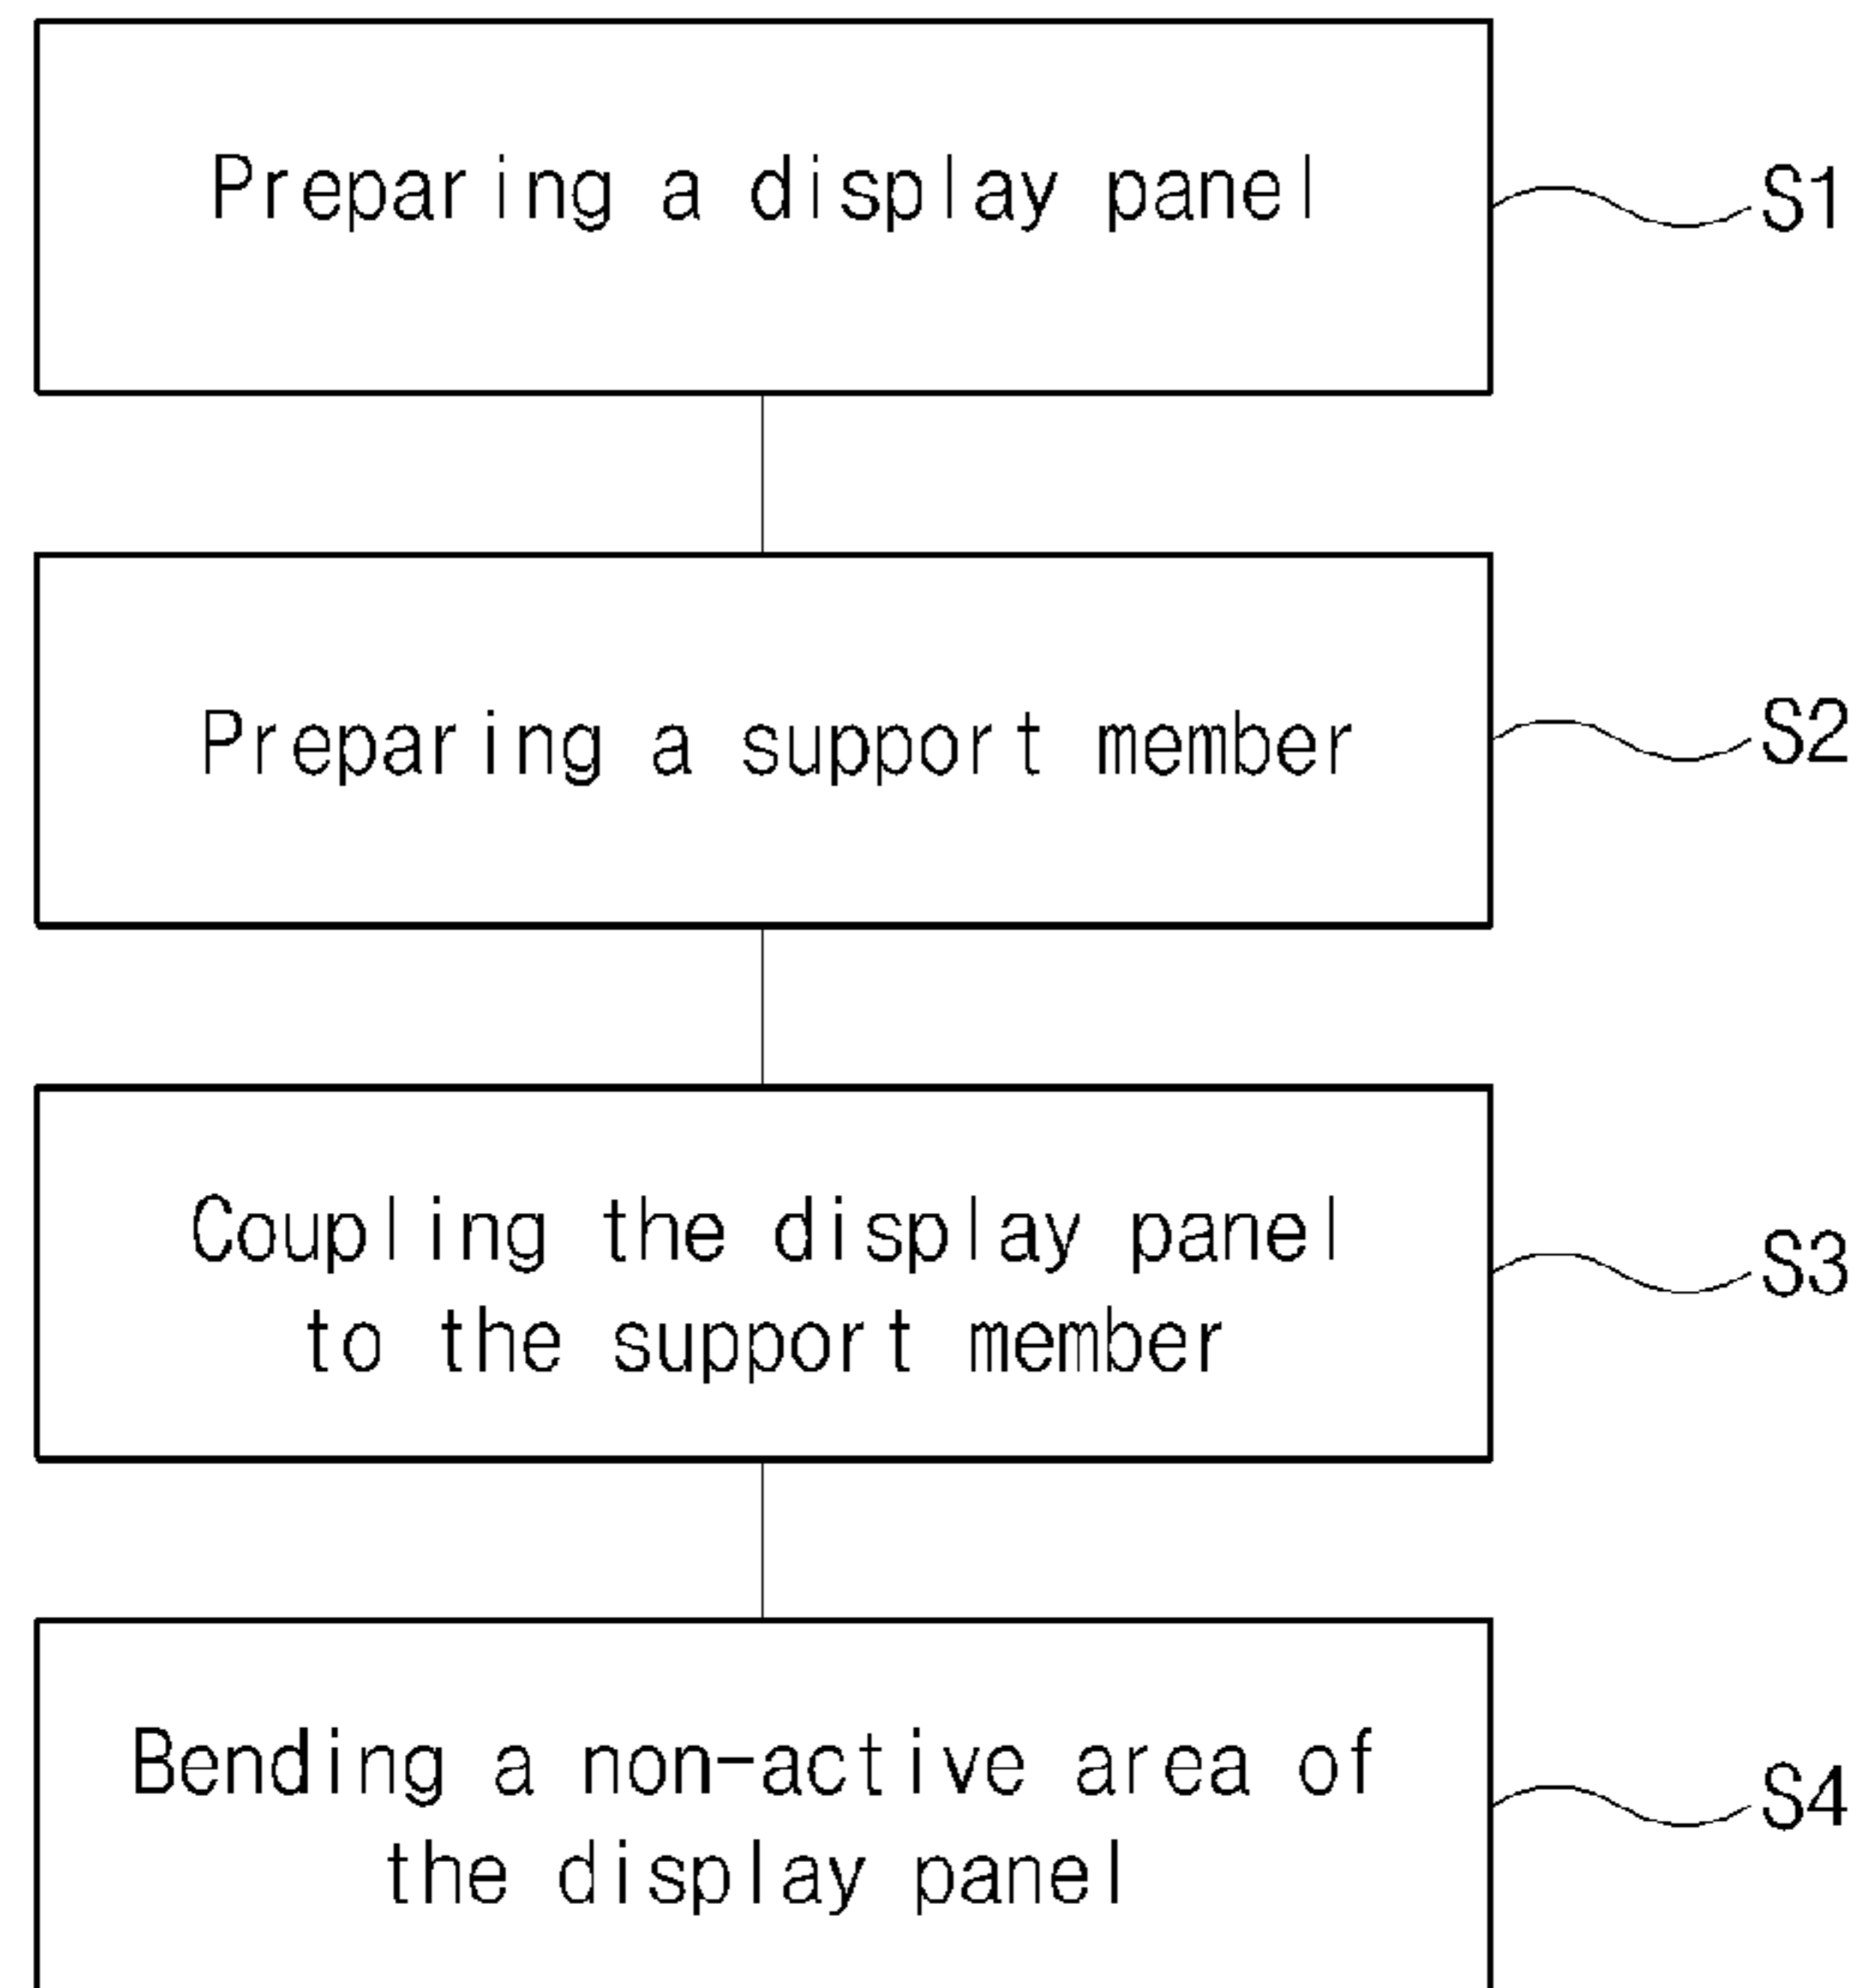 Preparing a display panel
S1
Preparing a support member
S2
Coupling the display panel
to the support member
S3
Bending a non-active area of
the display panel
S4